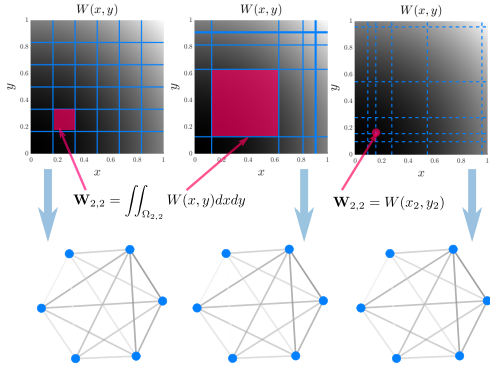 W(x, y) W(x, y) W(x, y)
y y y
1 1 1
0.8 0.8 0.8
0.6 0.6 0.6
0.4 0.4 0.4
0.2 0.2 0.2
0 0 0
0 0.2 0.4 0.6 0.8 1 0 0.2 0.4 0.6 0.8 1 0 0.2 0.4 0.6 0.8 1
x x x
W₂,₂ = ∬_Ω₂,₂ W(x, y)dxdy W₂,₂ = W(x₂, y₂)